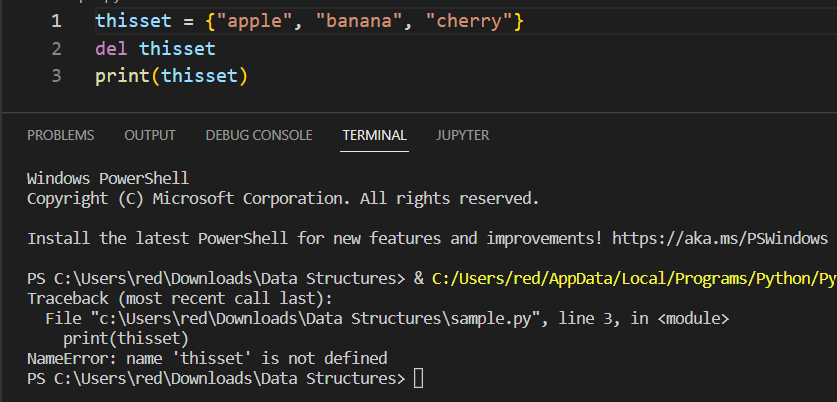 1 thisset = {"apple", "banana", "cherry"}
2 del thisset
3 print(thisset)
PROBLEMS OUTPUT DEBUG CONSOLE TERMINAL JUPYTER
Windows PowerShell
Copyright (C) Microsoft Corporation. All rights reserved.
Install the latest PowerShell for new features and improvements! https://aka.ms/PSWindows
PS C:\Users\red\Downloads\Data Structures> & C:/Users/red/AppData/Local/Programs/Python/Py
Traceback (most recent call last):
  File "c:\Users\red\Downloads\Data Structures\sample.py", line 3, in <module>
    print(thisset)
NameError: name 'thisset' is not defined
PS C:\Users\red\Downloads\Data Structures>